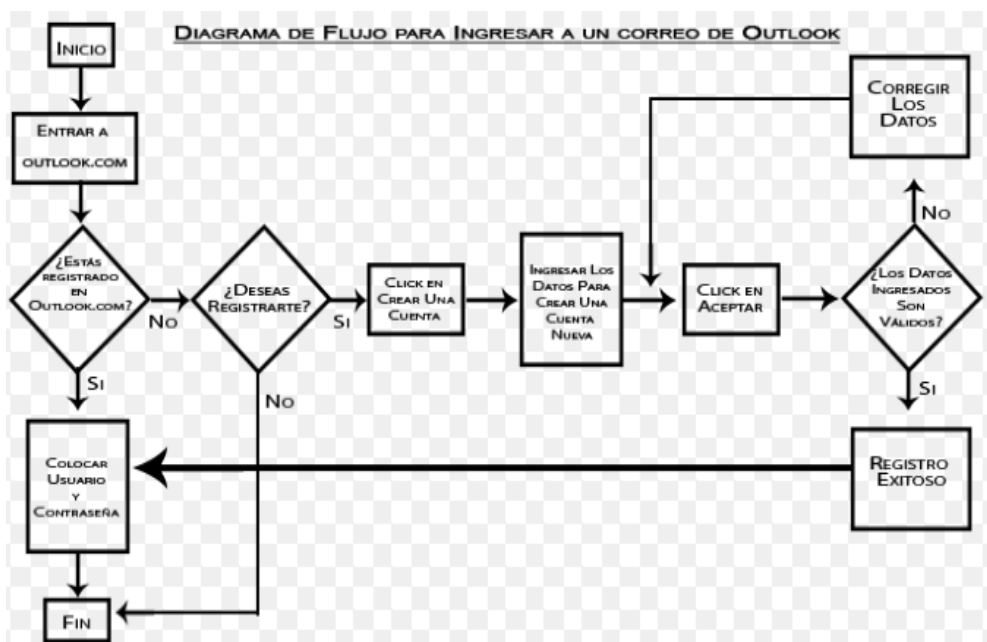 Diagrama de Flujo para Ingresar a un correo de Outlook
Inicio
Entrar a
outlook.com
¿Estás
registrado
en
Outlook.com?
No
Si
¿Deseas
Registrarte?
Si
No
Click en
Crear Una
Cuenta
Ingresar Los
Datos Para
Crear Una
Cuenta
Nueva
Click en
Aceptar
¿Los Datos
Ingresados
Son
Válidos?
No
Corregir
Los
Datos
Si
Registro
Exitoso
Colocar
Usuario
y
Contraseña
Fin